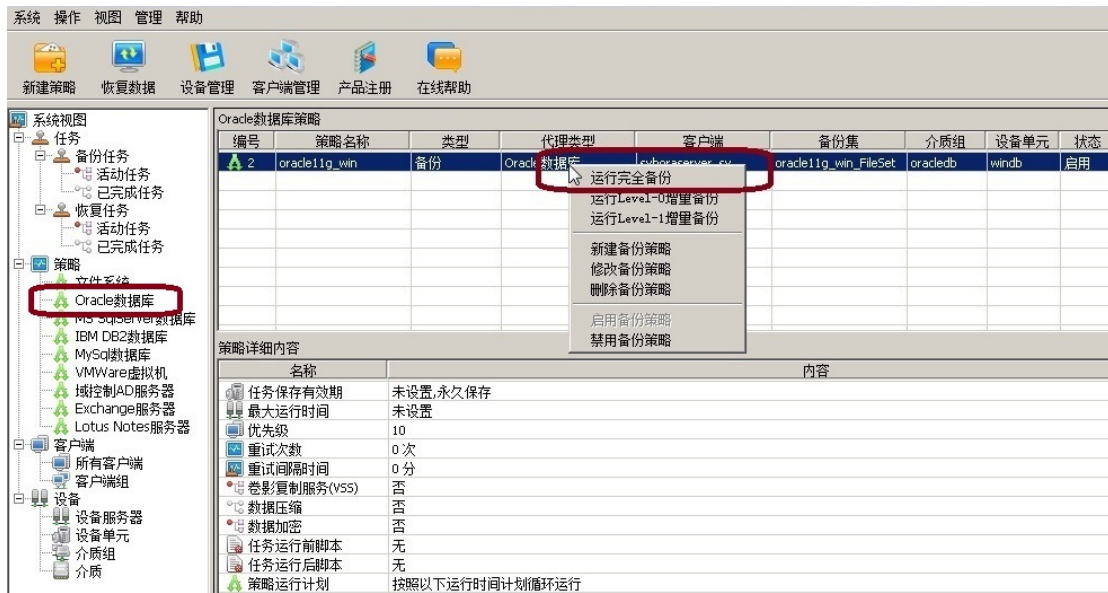 系统 操作 视图 管理 帮助
新建策略 恢复数据 设备管理 客户端管理 产品注册 在线帮助
系统视图
任务
备份任务
活动任务
已完成任务
恢复任务
活动任务
已完成任务
策略
文件系统
Oracle数据库
MS SqlServer数据库
IBM DB2数据库
MySql数据库
VMWare虚拟机
域控制AD服务器
Exchange服务器
Lotus Notes服务器
客户端
所有客户端
客户端组
设备
设备服务器
设备单元
介质组
介质
Oracle数据库策略
编号 策略名称 类型 代理类型 客户端 备份集 介质组 设备单元 状态
2 oracle11g_win 备份 Oracle数据库 oracle11g_win_FileSet oracledb windb 启用
运行完全备份
运行Level-0增量备份
运行Level-1增量备份
新建备份策略
修改备份策略
删除备份策略
启用备份策略
禁用备份策略
策略详细内容
名称 内容
任务保存有效期 未设置,永久保存
最大运行时间 未设置
优先级 10
重试次数 0次
重试间隔时间 0分
卷影复制服务(VSS) 否
数据压缩 否
数据加密 否
任务运行前脚本 无
任务运行后脚本 无
策略运行计划 按照以下运行时间计划循环运行